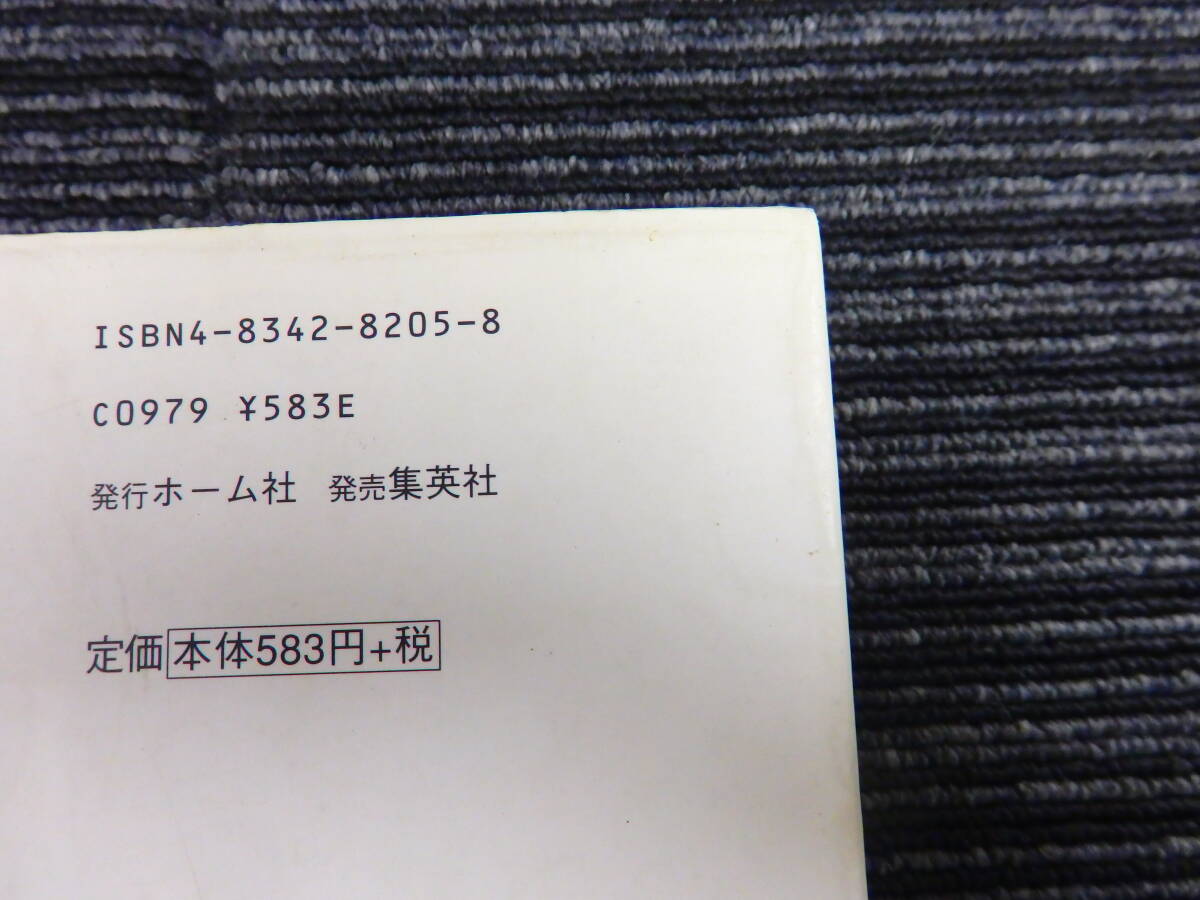 ISBN4-8342-8205-8
C0979 ¥583E
発行ホーム社 発売集英社
定価 本体583円+税